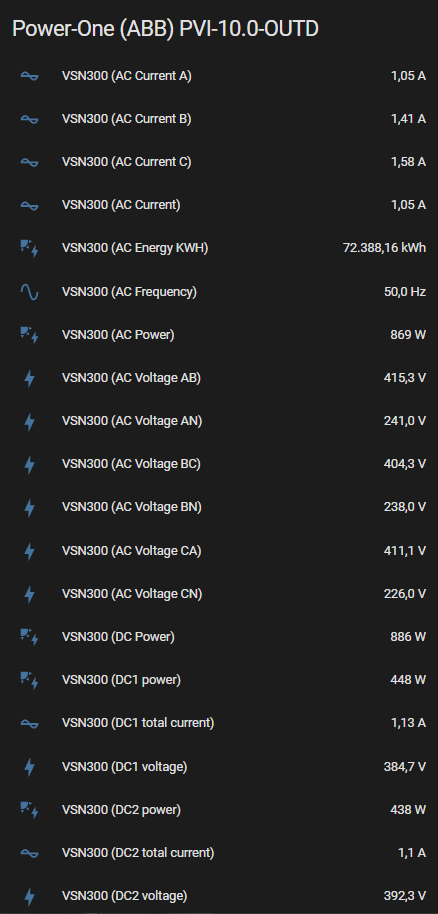 Power-One (ABB) PVI-10.0-OUTD
VSN300 (AC Current A) 1,05 A
VSN300 (AC Current B) 1,41 A
VSN300 (AC Current C) 1,58 A
VSN300 (AC Current) 1,05 A
VSN300 (AC Energy KWH) 72.388,16 kWh
VSN300 (AC Frequency) 50,0 Hz
VSN300 (AC Power) 869 W
VSN300 (AC Voltage AB) 415,3 V
VSN300 (AC Voltage AN) 241,0 V
VSN300 (AC Voltage BC) 404,3 V
VSN300 (AC Voltage BN) 238,0 V
VSN300 (AC Voltage CA) 411,1 V
VSN300 (AC Voltage CN) 226,0 V
VSN300 (DC Power) 886 W
VSN300 (DC1 power) 448 W
VSN300 (DC1 total current) 1,13 A
VSN300 (DC1 voltage) 384,7 V
VSN300 (DC2 power) 438 W
VSN300 (DC2 total current) 1,1 A
VSN300 (DC2 voltage) 392,3 V